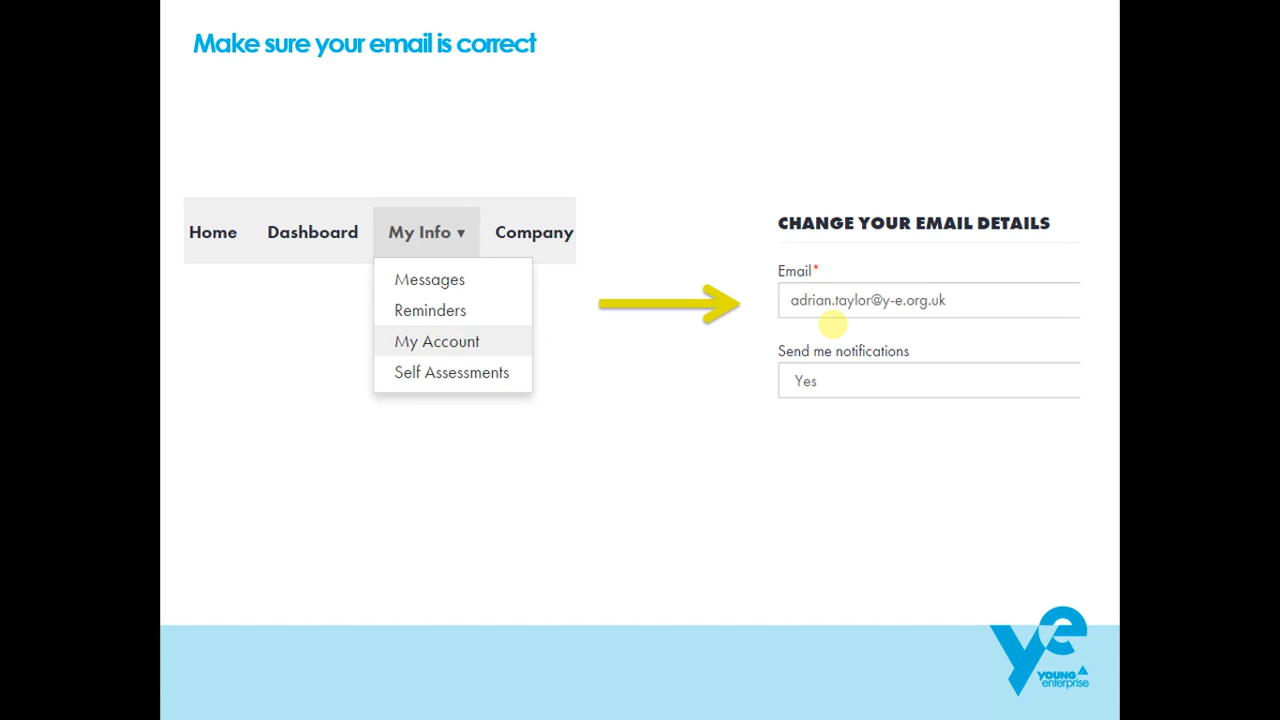 Make sure your email is correct
Home Dashboard My Info ▾ Company
Messages
Reminders
My Account
Self Assessments
CHANGE YOUR EMAIL DETAILS
Email*
adrian.taylor@y-e.org.uk
Send me notifications
Yes
ye
YOUNG
enterprise